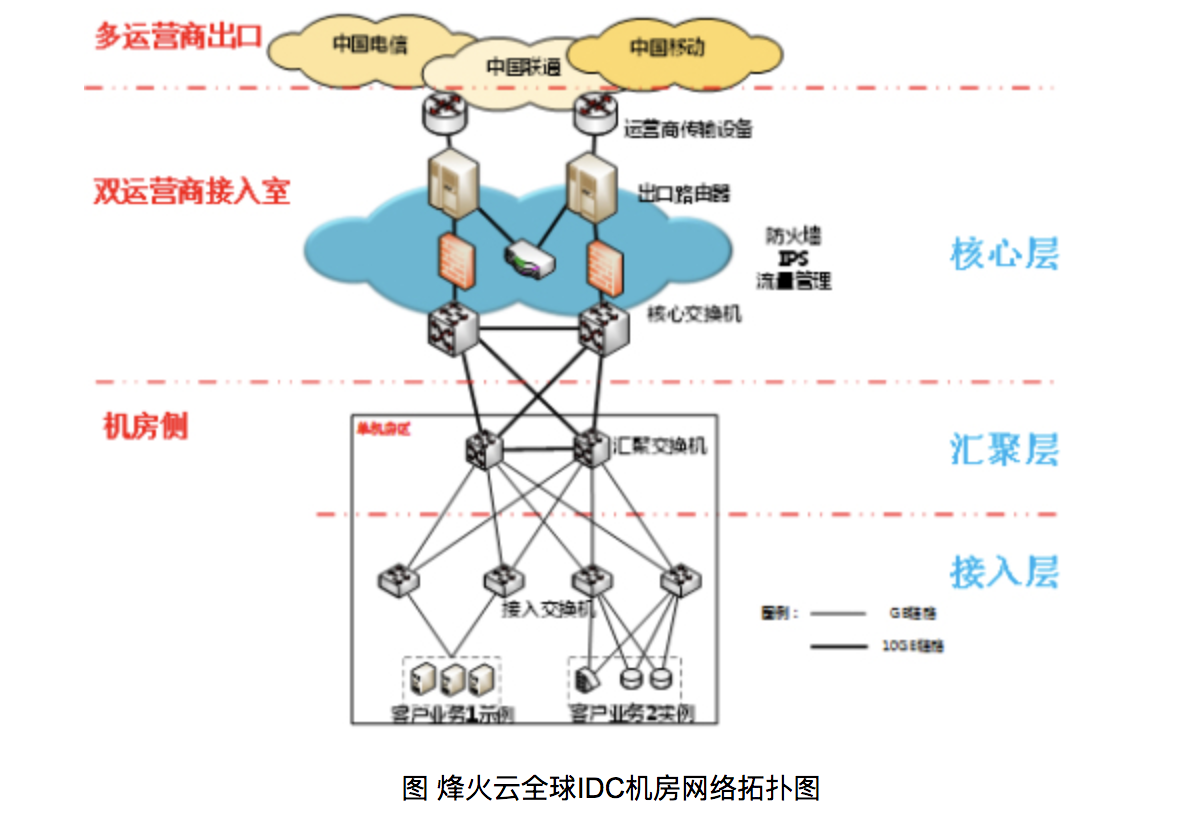 多运营商出口
中国电信
中国联通
中国移动
运营商传输设备
双运营商接入室
出口路由器
防火墙
IPS
流量管理
核心层
核心交换机
机房侧
单机房区
汇聚交换机
汇聚层
接入层
接入交换机
图例：
GE链路
10GE链路
客户业务1示例
客户业务2实例
图 烽火云全球IDC机房网络拓扑图